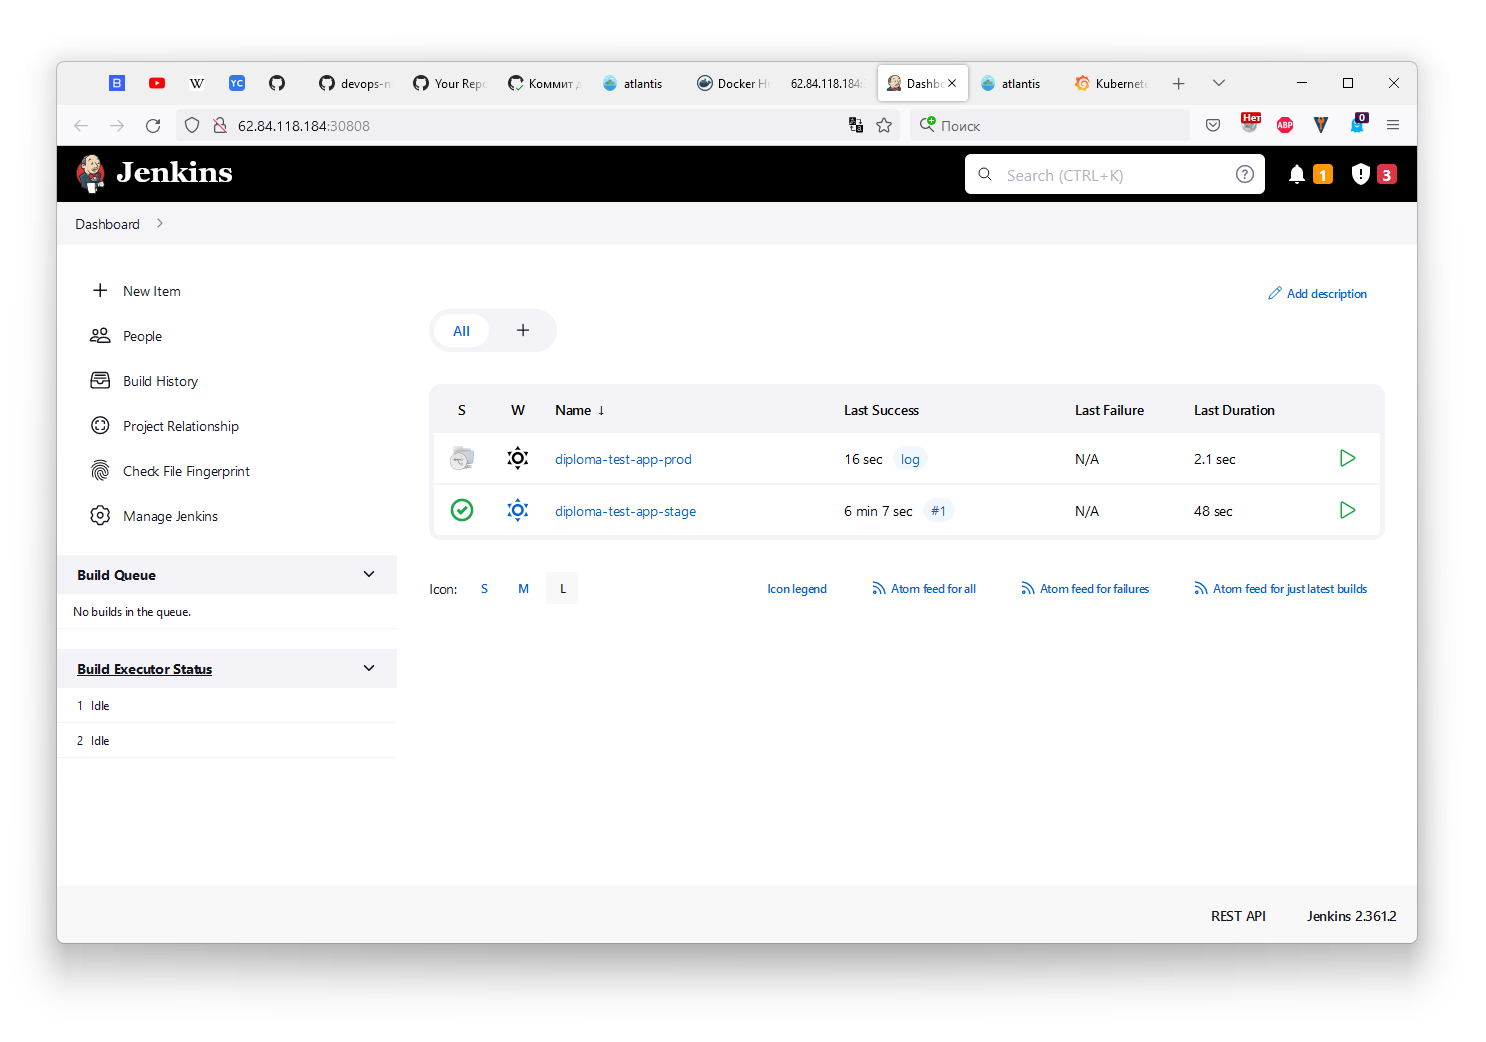 B W YC devops-n Your Repo Коммит д atlantis Docker H 62.84.118.184: Dashbo atlantis Kubernete
62.84.118.184:30808 Поиск Нет ABP 0
Jenkins Search (CTRL+K) 1 3
Dashboard
New Item
People
Build History
Project Relationship
Check File Fingerprint
Manage Jenkins
Build Queue
No builds in the queue.
Build Executor Status
1 Idle
2 Idle
Add description
All
S W Name ↓ Last Success Last Failure Last Duration
diploma-test-app-prod 16 sec log N/A 2.1 sec
diploma-test-app-stage 6 min 7 sec #1 N/A 48 sec
Icon: S M L Icon legend Atom feed for all Atom feed for failures Atom feed for just latest builds
REST API Jenkins 2.361.2